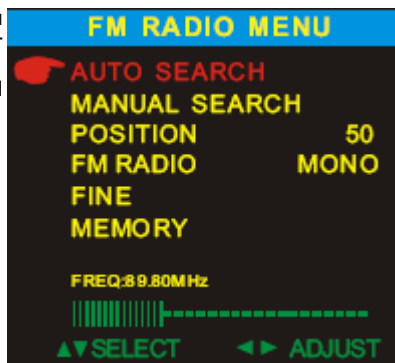 FM RADIO MENU
AUTO SEARCH
MANUAL SEARCH
POSITION 50
FM RADIO MONO
FINE
MEMORY
FREQ:89.80MHz
▲▼SELECT ◄► ADJUST